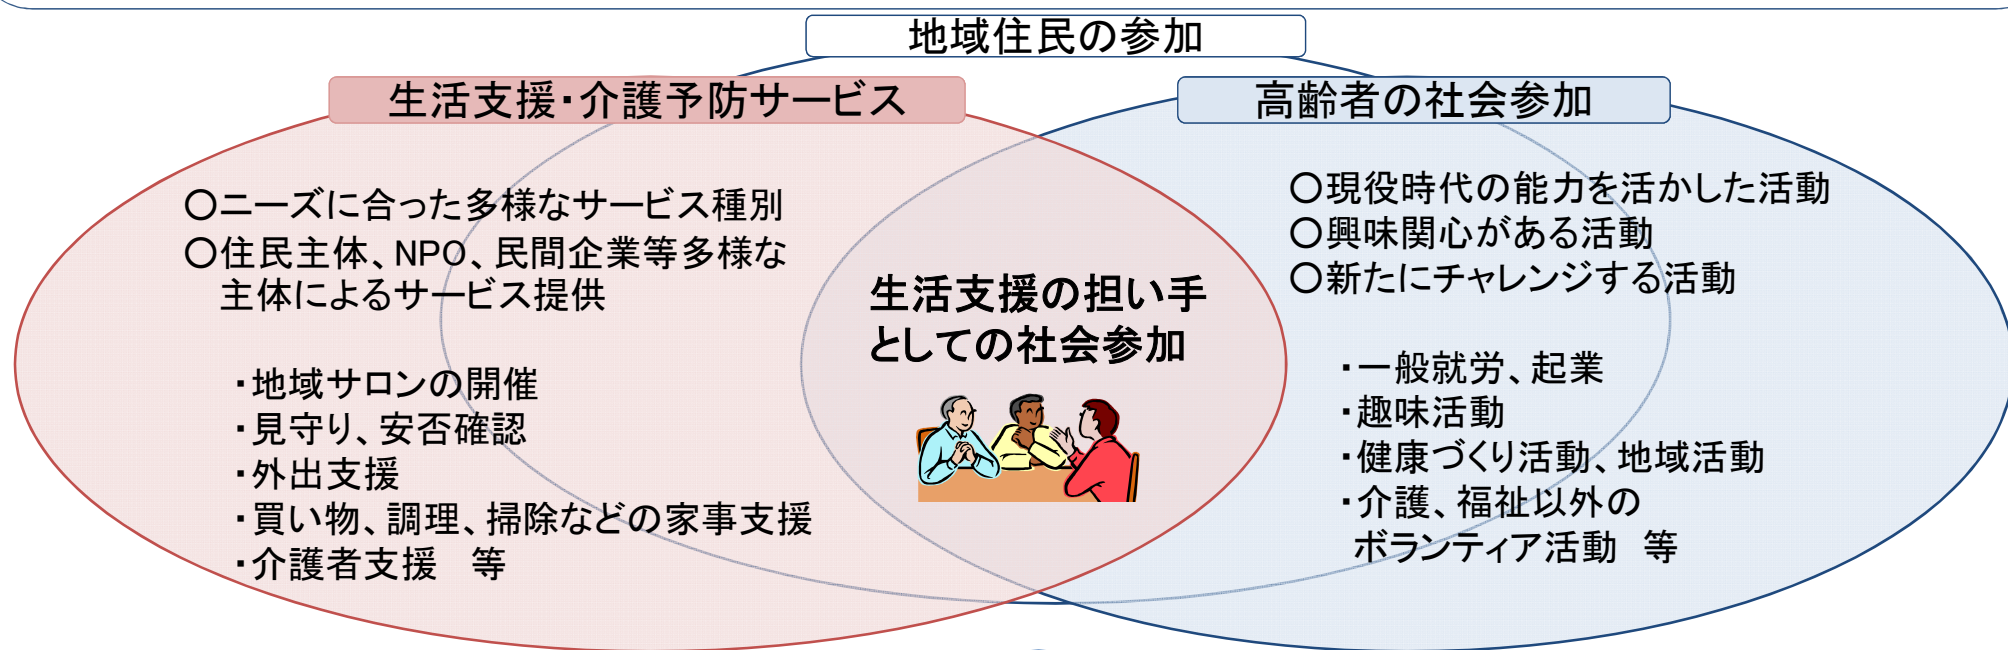 地域住民の参加
生活支援・介護予防サービス
○ニーズに合った多様なサービス種別
○住民主体、NPO、民間企業等多様な
主体によるサービス提供
・地域サロンの開催
・見守り、安否確認
・外出支援
・買い物、調理、掃除などの家事支援
・介護者支援　等
生活支援の担い手
としての社会参加
高齢者の社会参加
○現役時代の能力を活かした活動
○興味関心がある活動
○新たにチャレンジする活動
・一般就労、起業
・趣味活動
・健康づくり活動、地域活動
・介護、福祉以外の
ボランティア活動　等